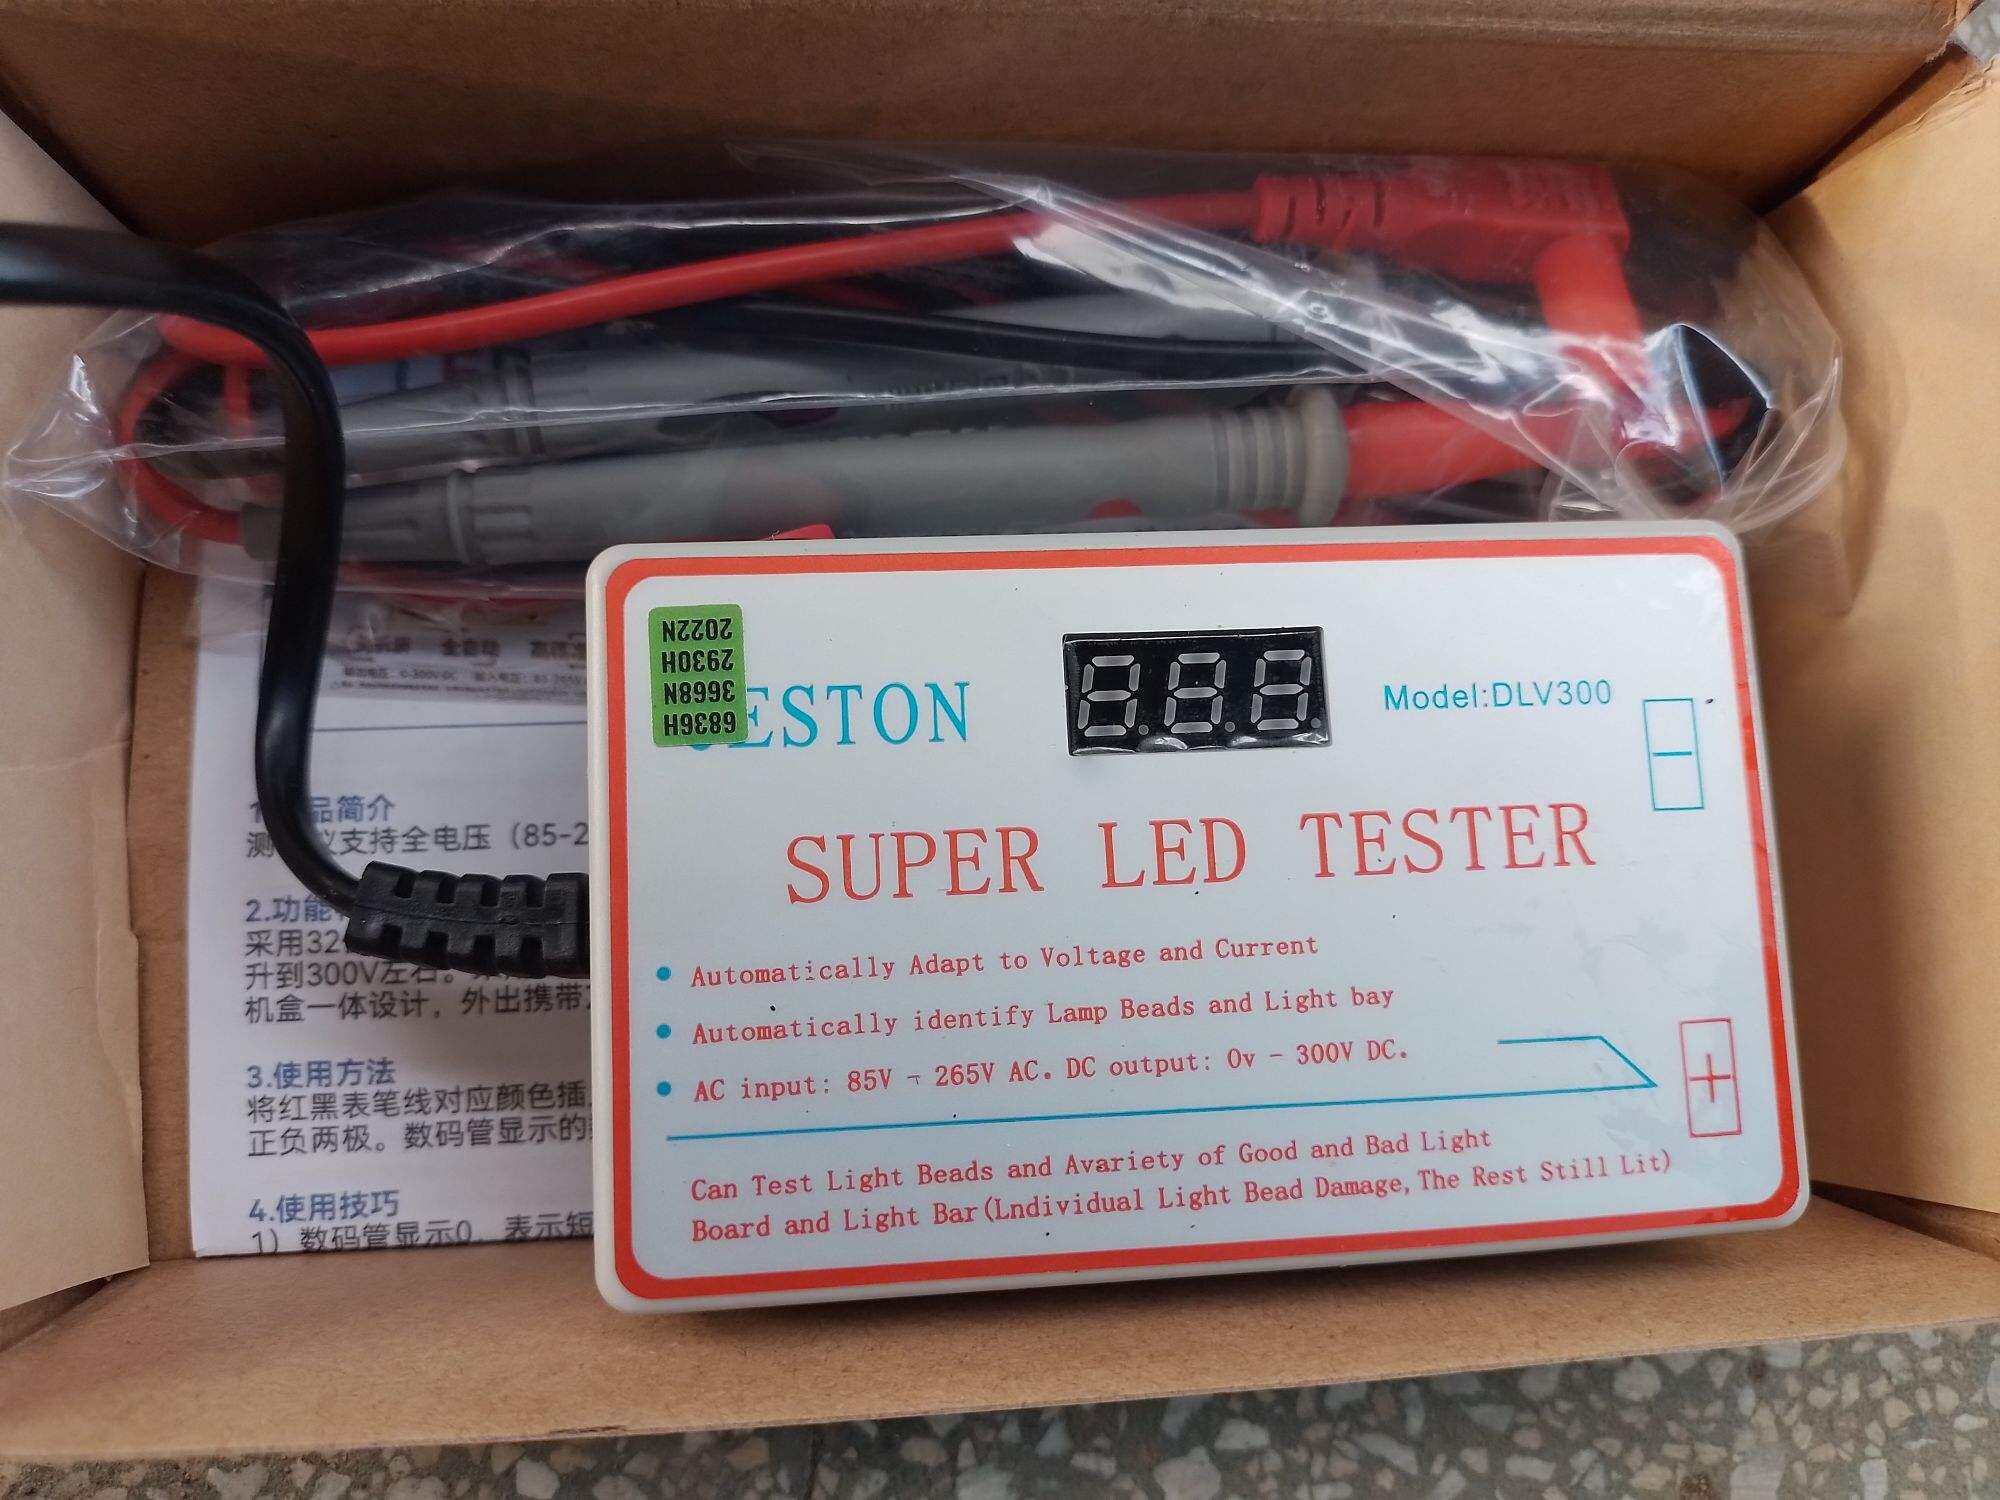 2022N
2930H
3668N
6836H
ESTON
Model:DLV300
SUPER LED TESTER
Automatically Adapt to Voltage and Current
Automatically identify Lamp Beads and Light bay
AC input: 85V - 265V AC. DC output: 0v - 300V DC.
Can Test Light Beads and Avariety of Good and Bad Light
Board and Light Bar(Lndividual Light Bead Damage,The Rest Still Lit)
-
+
全自动
品简介
支持全电压（85-2
2.功能
采用32
升到300V左右。
机盒一体设计，外出携带
3.使用方法
将红黑表笔线对应颜色插
正负两极。数码管显示的
4.使用技巧
1）数码管显示0，表示短